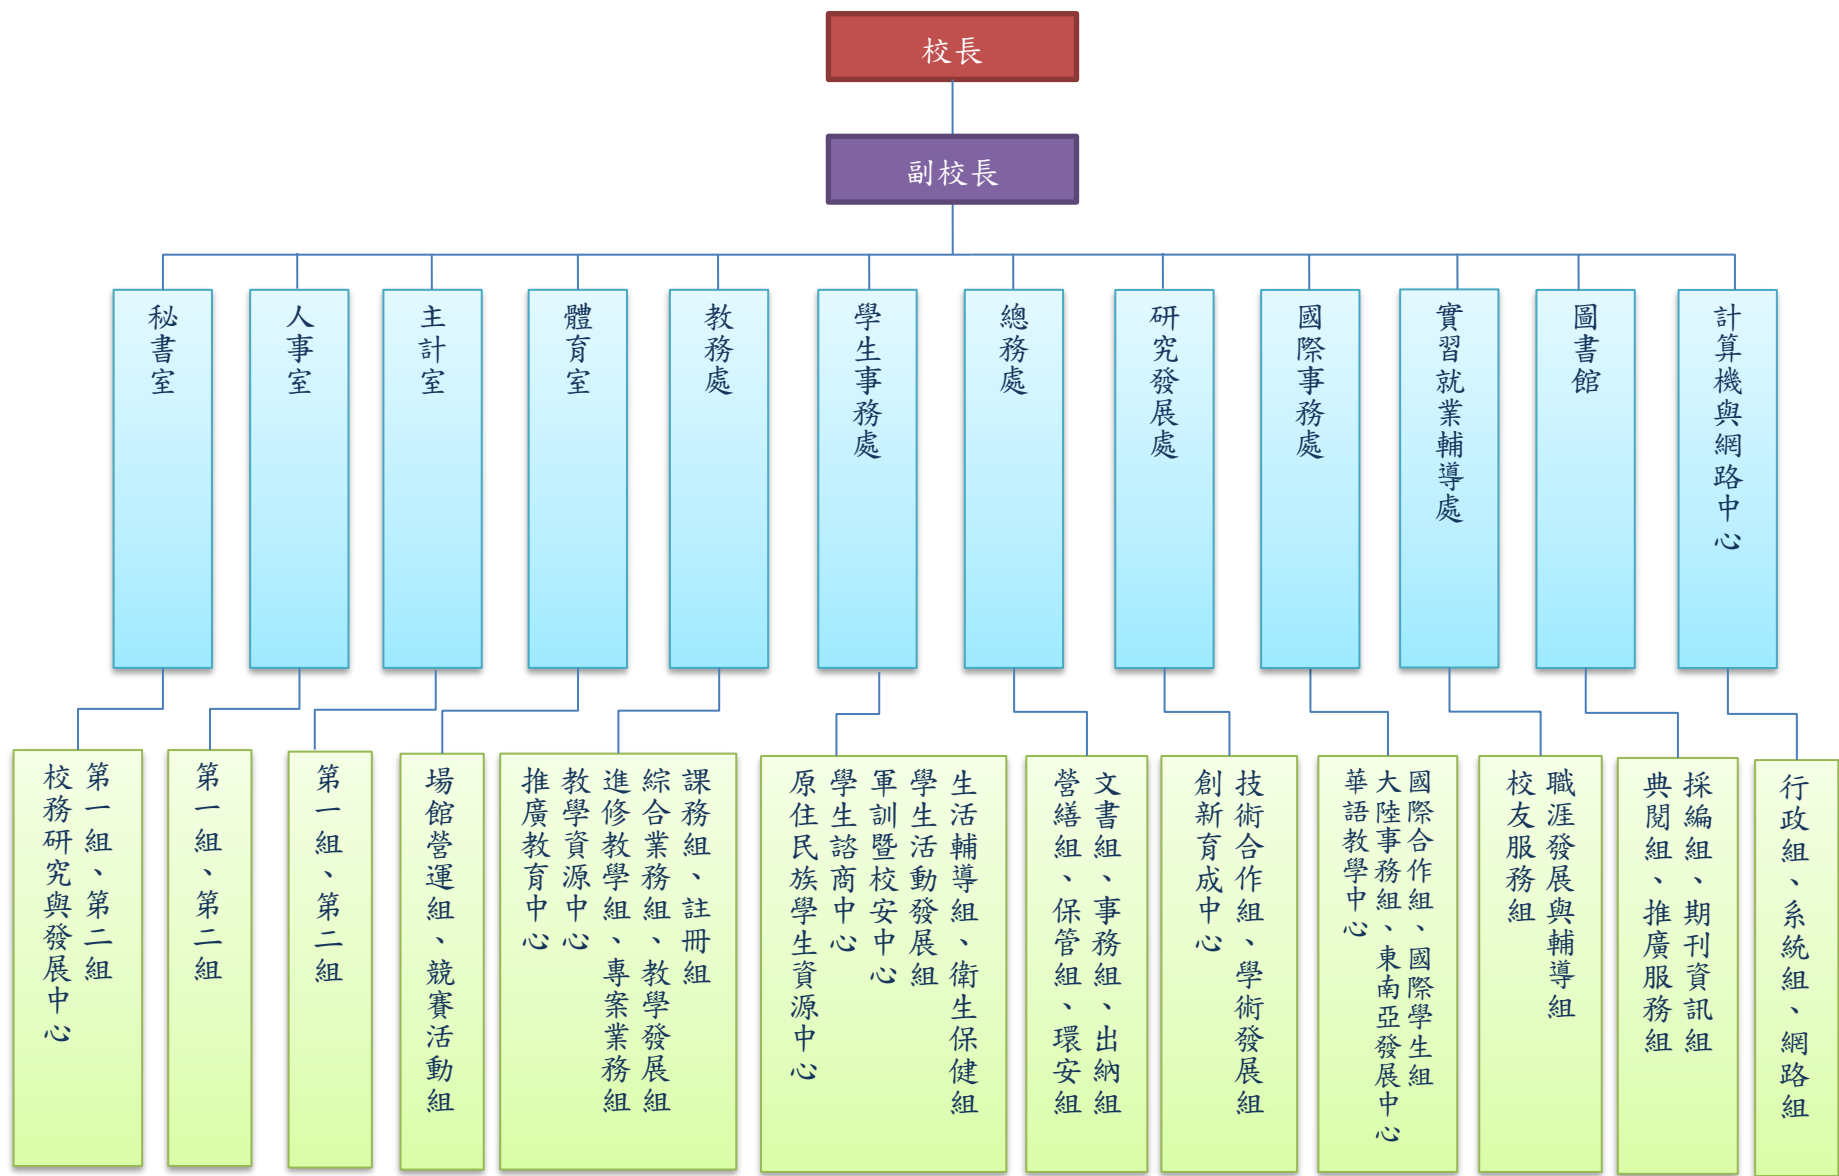 校長
副校長
秘書室
人事室
主計室
體育室
教務處
學生事務處
總務處
研究發展處
國際事務處
實習就業輔導處
圖書館
計算機與網路中心
第一組、第二組
校務研究與發展中心
第一組、第二組
第一組、第二組
場館營運組、競賽活動組
課務組、註冊組
綜合業務組、教學發展組
進修教學組、專案業務組
教學資源中心
推廣教育中心
生活輔導組、衛生保健組
學生活動發展組
軍訓暨校安中心
學生諮商中心
原住民族學生資源中心
文書組、事務組、出納組
營繕組、保管組、環安組
技術合作組、學術發展組
創新育成中心
國際合作組、國際學生組
大陸事務組、東南亞發展中心
華語教學中心
職涯發展與輔導組
校友服務組
採編組、期刊資訊組
典閱組、推廣服務組
行政組、系統組、網路組